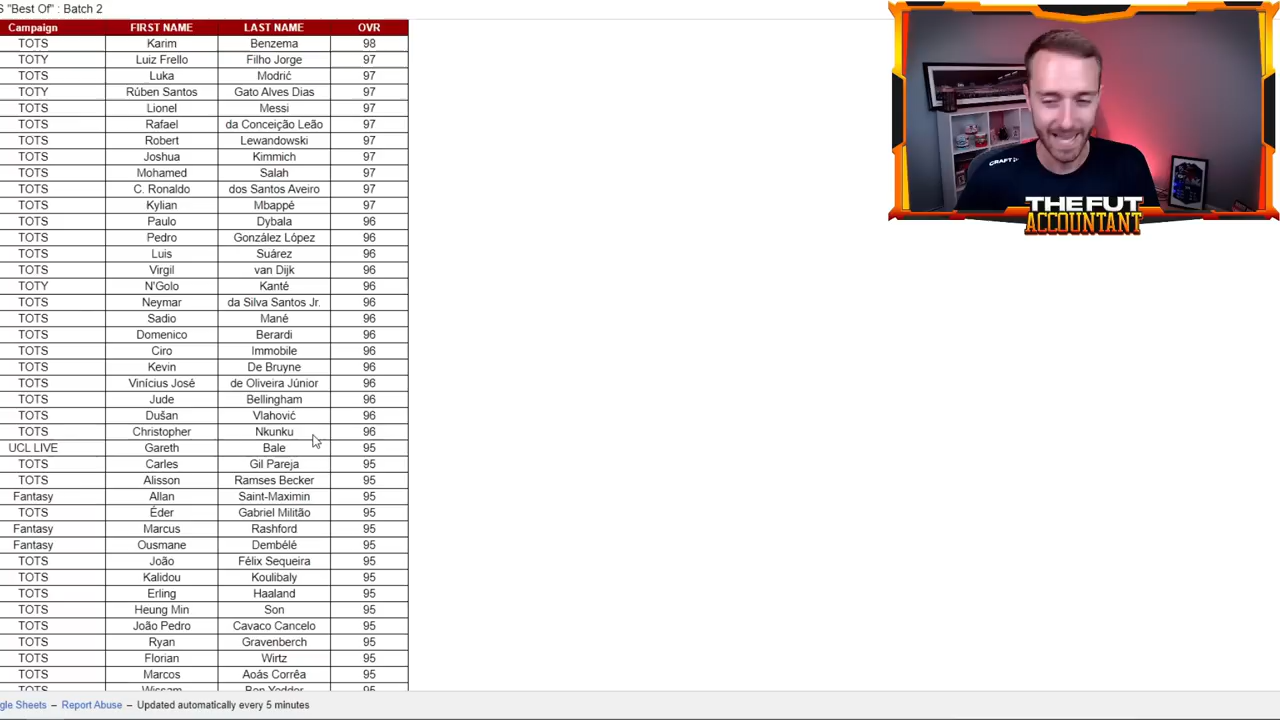 S "Best Of" : Batch 2
Campaign FIRST NAME LAST NAME OVR
TOTS Karim Benzema 98
TOTY Luiz Frello Filho Jorge 97
TOTS Luka Modrić 97
TOTY Rúben Santos Gato Alves Dias 97
TOTS Lionel Messi 97
TOTS Rafael da Conceição Leão 97
TOTS Robert Lewandowski 97
TOTS Joshua Kimmich 97
TOTS Mohamed Salah 97
TOTS C. Ronaldo dos Santos Aveiro 97
TOTS Kylian Mbappé 97
TOTS Paulo Dybala 96
TOTS Pedro González López 96
TOTS Luis Suárez 96
TOTS Virgil van Dijk 96
TOTY N'Golo Kanté 96
TOTS Neymar da Silva Santos Jr. 96
TOTS Sadio Mané 96
TOTS Domenico Berardi 96
TOTS Ciro Immobile 96
TOTS Kevin De Bruyne 96
TOTS Vinícius José de Oliveira Júnior 96
TOTS Jude Bellingham 96
TOTS Dušan Vlahović 96
TOTS Christopher Nkunku 96
UCL LIVE Gareth Bale 95
TOTS Carles Gil Pareja 95
TOTS Alisson Ramses Becker 95
Fantasy Allan Saint-Maximin 95
TOTS Éder Gabriel Militão 95
Fantasy Marcus Rashford 95
Fantasy Ousmane Dembélé 95
TOTS João Félix Sequeira 95
TOTS Kalidou Koulibaly 95
TOTS Erling Haaland 95
TOTS Heung Min Son 95
TOTS João Pedro Cavaco Cancelo 95
TOTS Ryan Gravenberch 95
TOTS Florian Wirtz 95
TOTS Marcos Aoás Corrêa 95
TOTS Wissam Ben Yedder 95
gle Sheets – Report Abuse – Updated automatically every 5 minutes
CRAFT
THE FUT
ACCOUNTANT